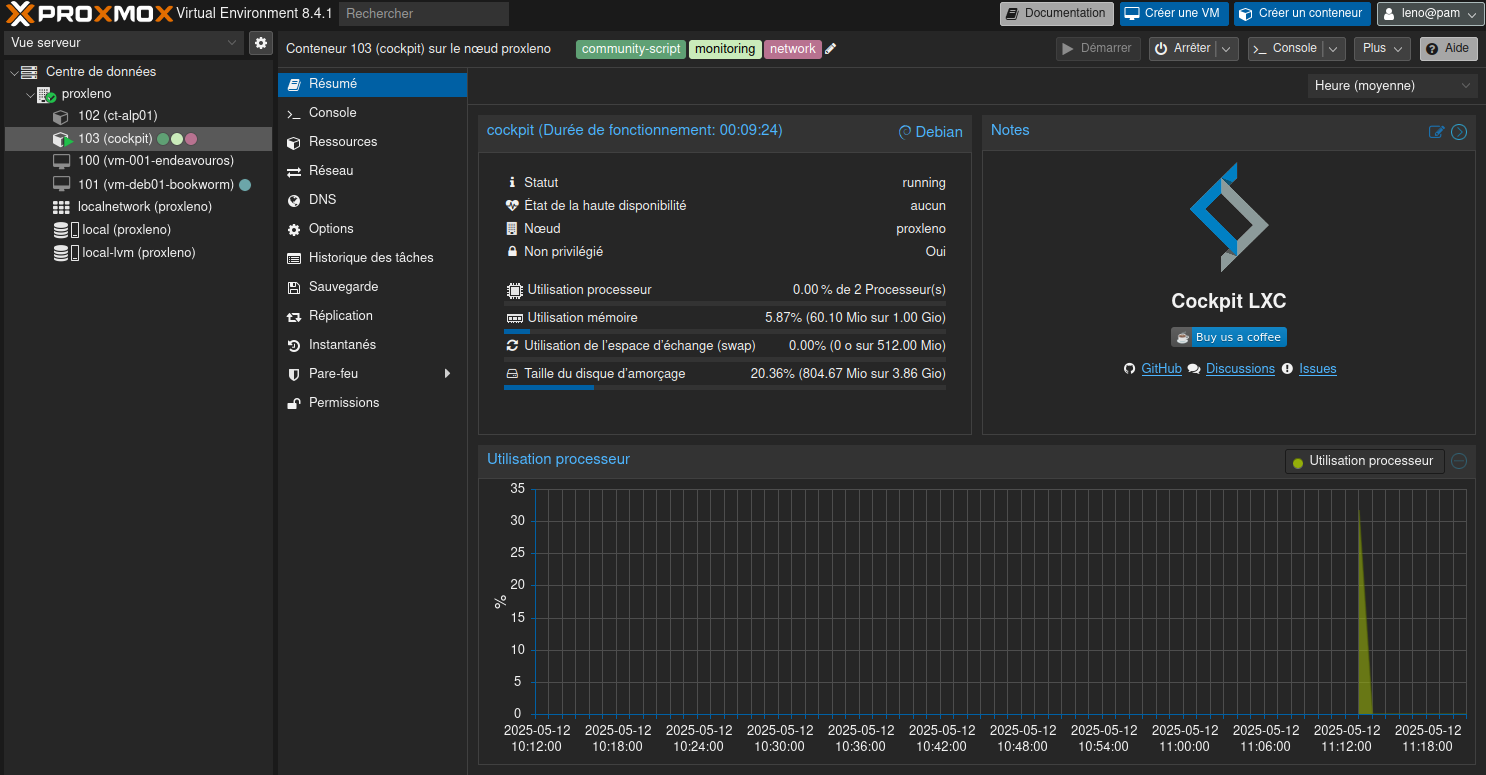 PROXMOX Virtual Environment 8.4.1
Rechercher
Documentation
Créer une VM
Créer un conteneur
leno@pam
Vue serveur
Centre de données
proxleno
102 (ct-alp01)
103 (cockpit)
100 (vm-001-endeavouros)
101 (vm-deb01-bookworm)
localnetwork (proxleno)
local (proxleno)
local-lvm (proxleno)
Conteneur 103 (cockpit) sur le nœud proxleno
community-script
monitoring
network
Démarrer
Arrêter
Console
Plus
Aide
Résumé
Console
Ressources
Réseau
DNS
Options
Historique des tâches
Sauvegarde
Réplication
Instantanés
Pare-feu
Permissions
Heure (moyenne)
cockpit (Durée de fonctionnement: 00:09:24)
Debian
Statut running
État de la haute disponibilité aucun
Nœud proxleno
Non privilégié Oui
Utilisation processeur 0.00 % de 2 Processeur(s)
Utilisation mémoire 5.87% (60.10 Mio sur 1.00 Gio)
Utilisation de l'espace d'échange (swap) 0.00% (0 o sur 512.00 Mio)
Taille du disque d'amorçage 20.36% (804.67 Mio sur 3.86 Gio)
Notes
Cockpit LXC
Buy us a coffee
GitHub Discussions Issues
Utilisation processeur
Utilisation processeur
35
30
25
20
15
10
5
0
%
2025-05-12 2025-05-12 2025-05-12 2025-05-12 2025-05-12 2025-05-12 2025-05-12 2025-05-12 2025-05-12 2025-05-12 2025-05-12 2025-05-12
10:12:00 10:18:00 10:24:00 10:30:00 10:36:00 10:42:00 10:48:00 10:54:00 11:00:00 11:06:00 11:12:00 11:18:00